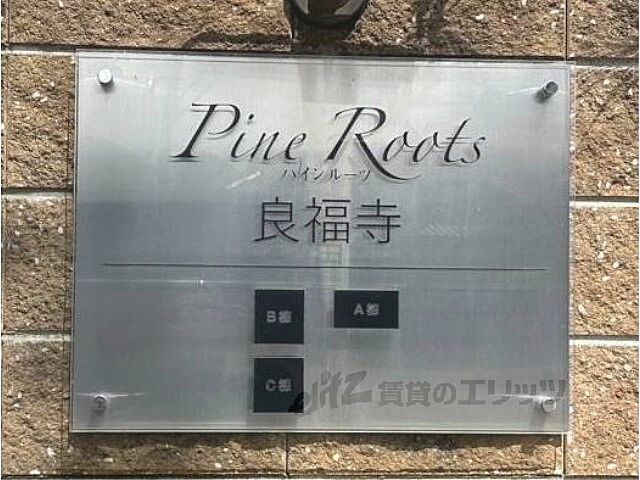 Pine Roots
パインルーツ
良福寺
B棟 A棟
C棟
賃貸のエリッツ